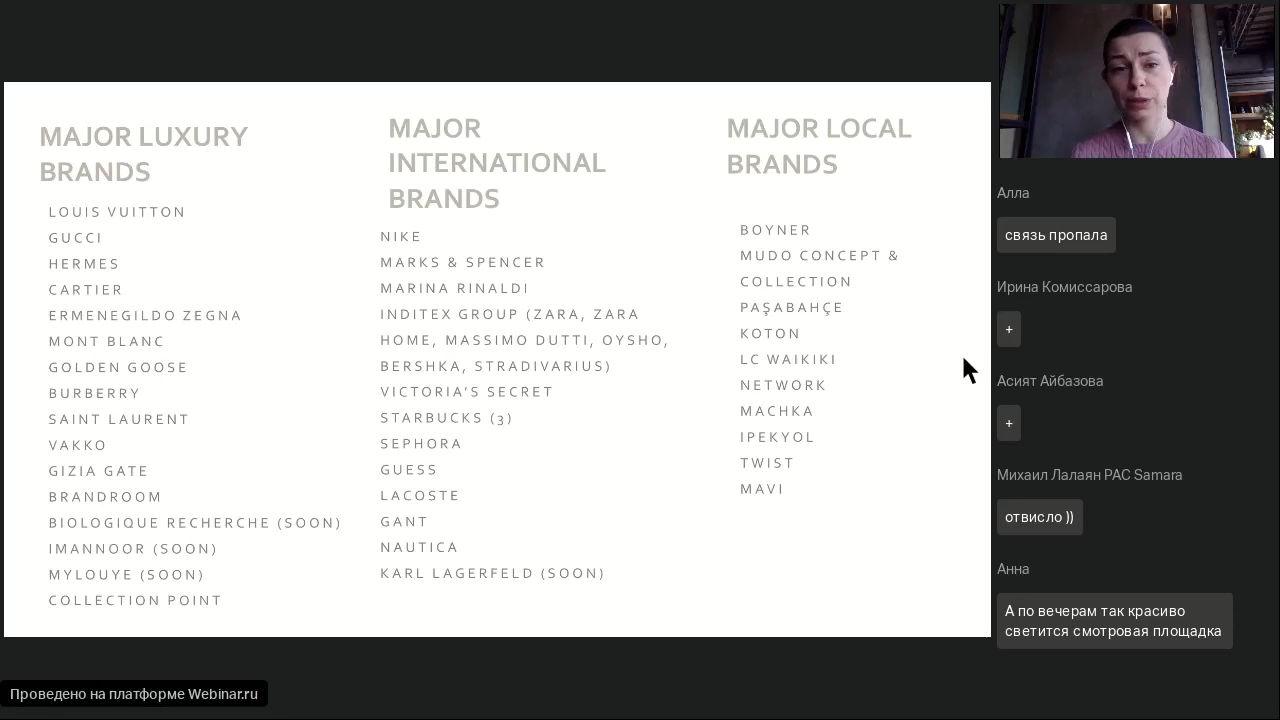 MAJOR LUXURY
BRANDS
LOUIS VUITTON
GUCCI
HERMES
CARTIER
ERMENEGILDO ZEGNA
MONT BLANC
GOLDEN GOOSE
BURBERRY
SAINT LAURENT
VAKKO
GIZIA GATE
BRANDROOM
BIOLOGIQUE RECHERCHE (SOON)
IMANNOOR (SOON)
MYLOUYE (SOON)
COLLECTION POINT
MAJOR
INTERNATIONAL
BRANDS
NIKE
MARKS & SPENCER
MARINA RINALDI
INDITEX GROUP (ZARA, ZARA
HOME, MASSIMO DUTTI, OYSHO,
BERSHKA, STRADIVARIUS)
VICTORIA'S SECRET
STARBUCKS (3)
SEPHORA
GUESS
LACOSTE
GANT
NAUTICA
KARL LAGERFELD (SOON)
MAJOR LOCAL
BRANDS
BOYNER
MUDO CONCEPT &
COLLECTION
PAŞABAHÇE
KOTON
LC WAIKIKI
NETWORK
MACHKA
IPEKYOL
TWIST
MAVI
Алла
связь пропала
Ирина Комиссарова
+
Асият Айбазова
+
Михаил Лалаян PAC Samara
отвисло ))
Анна
А по вечерам так красиво
светится смотровая площадка
Проведено на платформе Webinar.ru